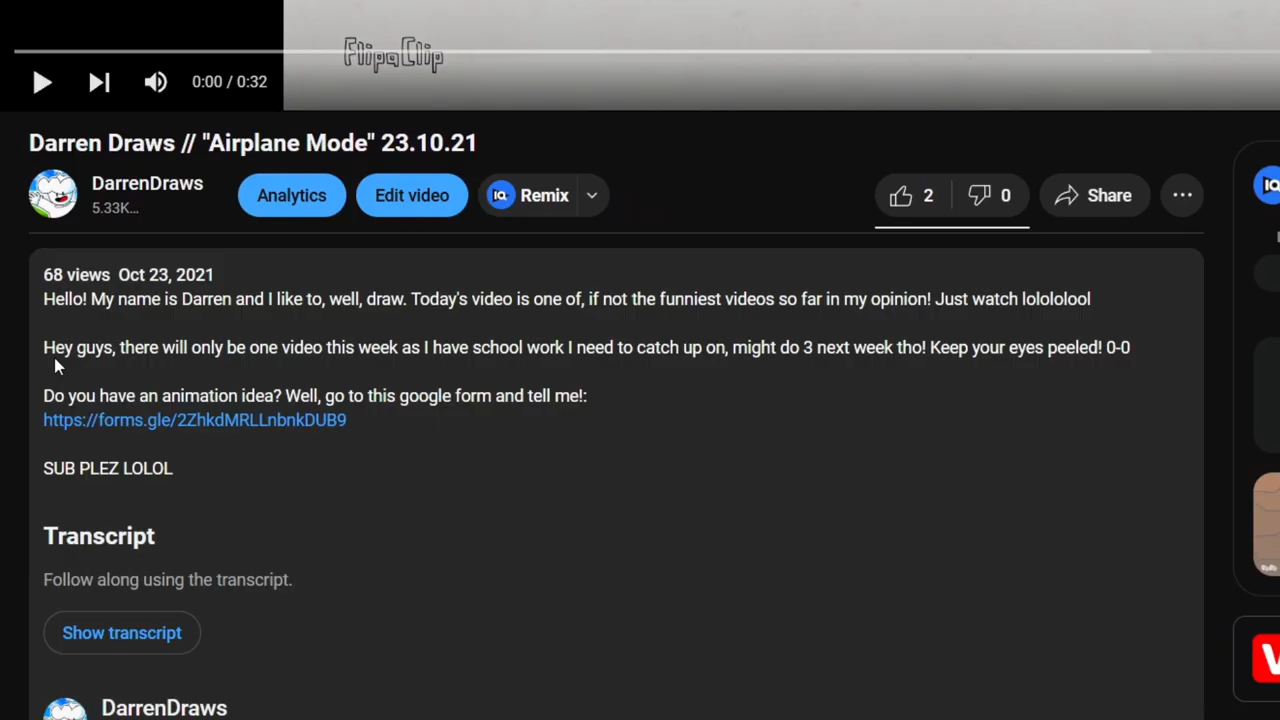 FlipaClip
0:00 / 0:32
Darren Draws // "Airplane Mode" 23.10.21
DarrenDraws
5.33K...
Analytics
Edit video
Remix
2
0
Share
68 views Oct 23, 2021
Hello! My name is Darren and I like to, well, draw. Today's video is one of, if not the funniest videos so far in my opinion! Just watch lolololool
Hey guys, there will only be one video this week as I have school work I need to catch up on, might do 3 next week tho! Keep your eyes peeled! 0-0
Do you have an animation idea? Well, go to this google form and tell me!:
https://forms.gle/2ZhkdMRLLnbnkDUB9
SUB PLEZ LOLOL
Transcript
Follow along using the transcript.
Show transcript
DarrenDraws